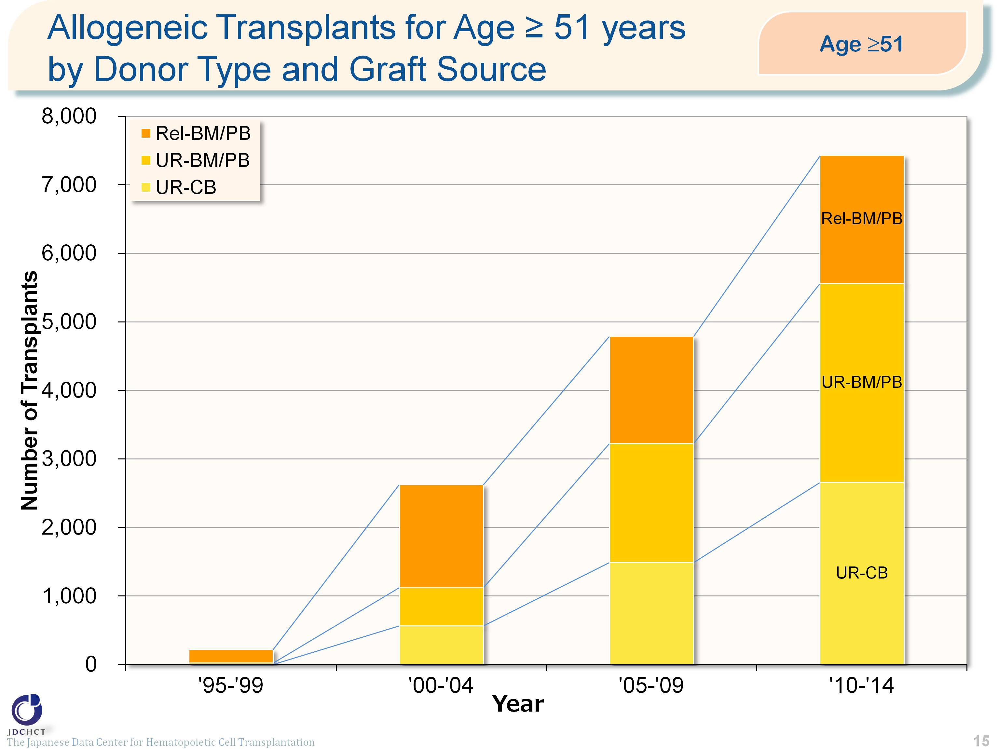 Allogeneic Transplants for Age ≥ 51 years
by Donor Type and Graft Source
Age ≥51
8,000
7,000
6,000
5,000
4,000
3,000
2,000
1,000
0
Number of Transplants
Rel-BM/PB
UR-BM/PB
UR-CB
Rel-BM/PB
UR-BM/PB
UR-CB
'95-'99
'00-'04
'05-'09
'10-'14
Year
JDCHCT
The Japanese Data Center for Hematopoietic Cell Transplantation
15